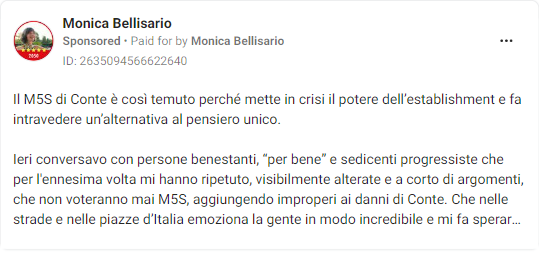 Monica Bellisario
Sponsored • Paid for by Monica Bellisario
ID: 2635094566622640
Il M5S di Conte è così temuto perché mette in crisi il potere dell'establishment e fa
intravedere un'alternativa al pensiero unico.
Ieri conversavo con persone benestanti, "per bene" e sedicenti progressiste che
per l'ennesima volta mi hanno ripetuto, visibilmente alterate e a corto di argomenti,
che non voteranno mai M5S, aggiungendo improperi ai danni di Conte. Che nelle
strade e nelle piazze d'Italia emoziona la gente in modo incredibile e mi fa sperar...
2050